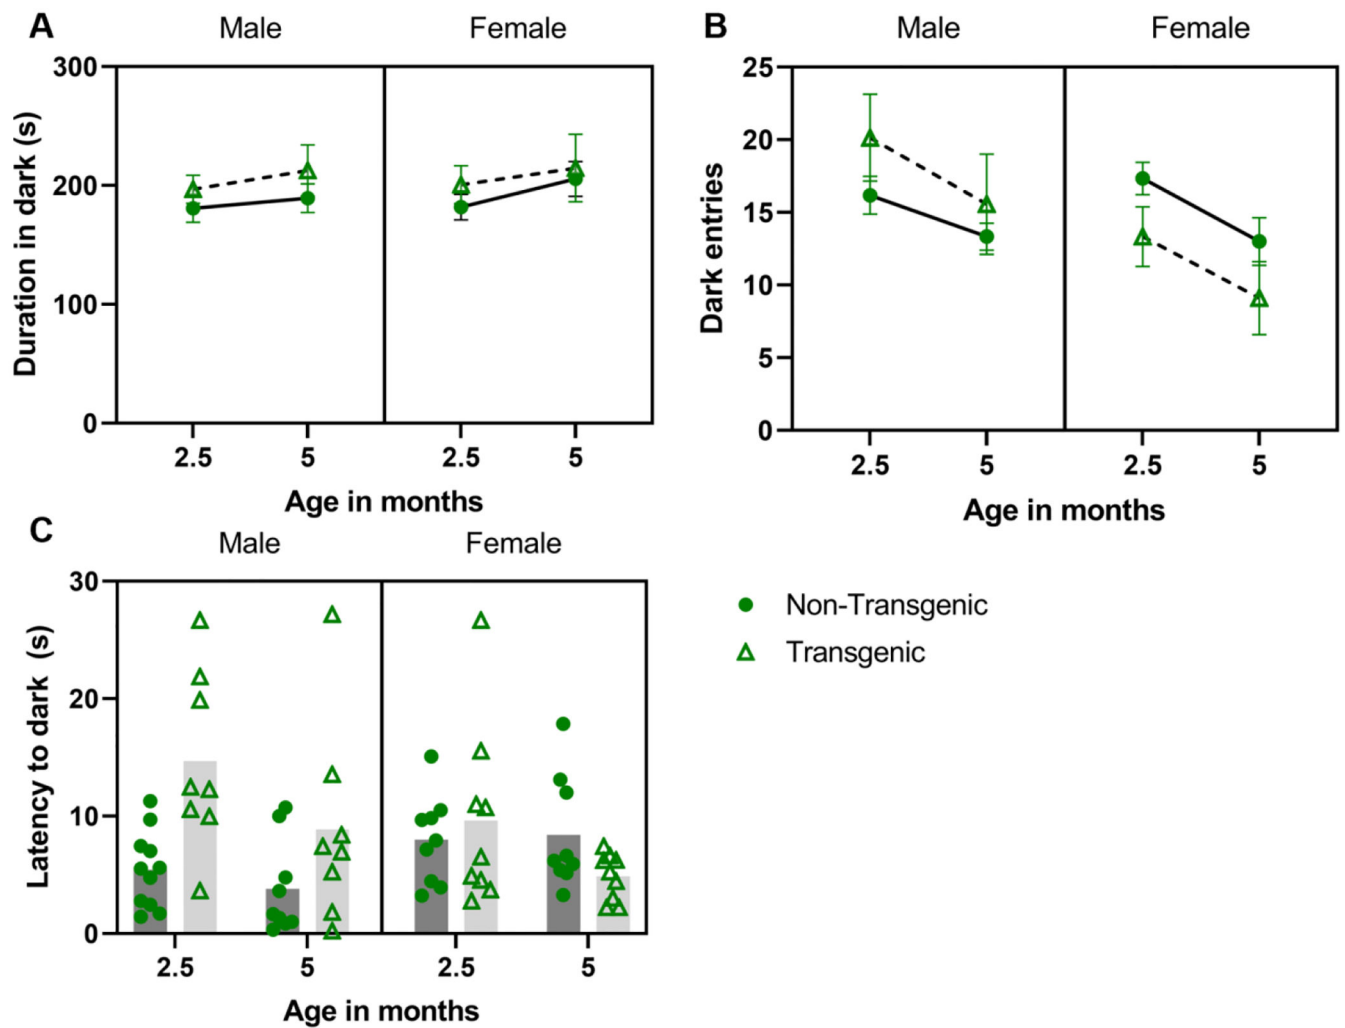 A
Male
Female
300
200
100
0
Duration in dark (s)
2.5
5
2.5
5
Age in months
B
Male
Female
25
20
15
10
5
0
Dark entries
2.5
5
2.5
5
Age in months
C
Male
Female
30
20
10
0
Latency to dark (s)
2.5
5
2.5
5
Age in months
Non-Transgenic
Transgenic